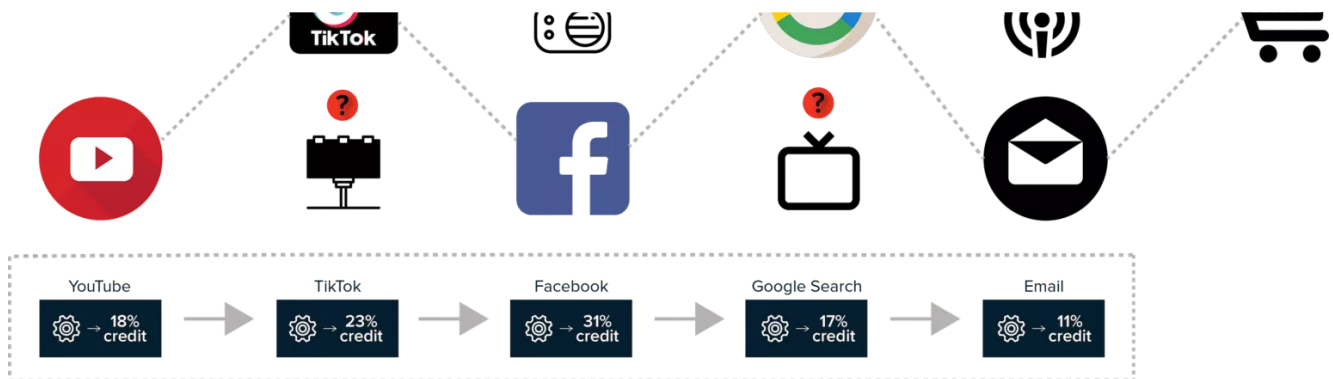 TikTok
?
?
YouTube
TikTok
Facebook
Google Search
Email
18%
credit
23%
credit
31%
credit
17%
credit
11%
credit